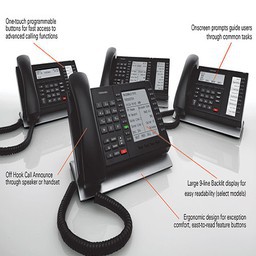 One-touch programmable
buttons for fast access to
advanced calling functions
Onscreen prompts guide users
through common tasks
Off Hook Call Announce
through speaker or handset
Large 9-line Backlit display for
easy readability (select models)
Ergonomic design for exception
comfort, east-to-read feature buttons